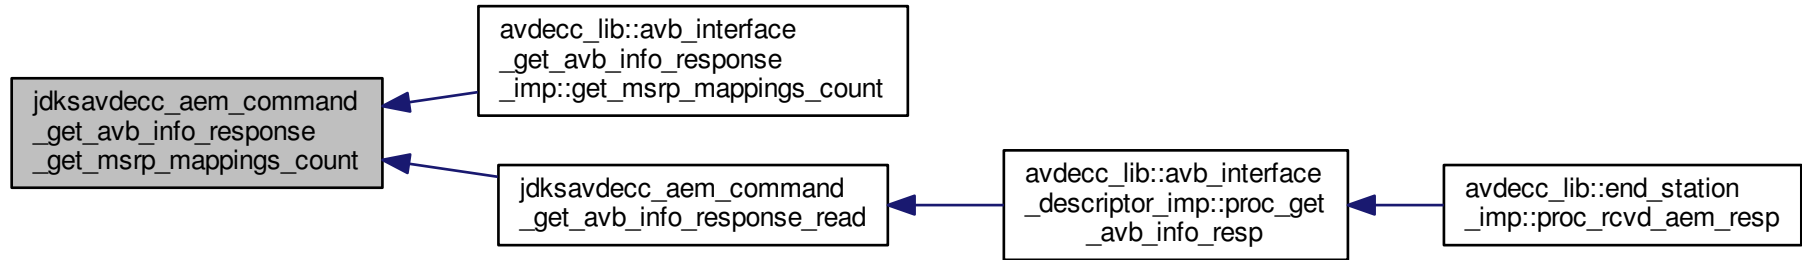 jdksavdecc_aem_command
_get_avb_info_response
_get_msrp_mappings_count
avdecc_lib::avb_interface
_get_avb_info_response
_imp::get_msrp_mappings_count
jdksavdecc_aem_command
_get_avb_info_response_read
avdecc_lib::avb_interface
_descriptor_imp::proc_get
_avb_info_resp
avdecc_lib::end_station
_imp::proc_rcvd_aem_resp